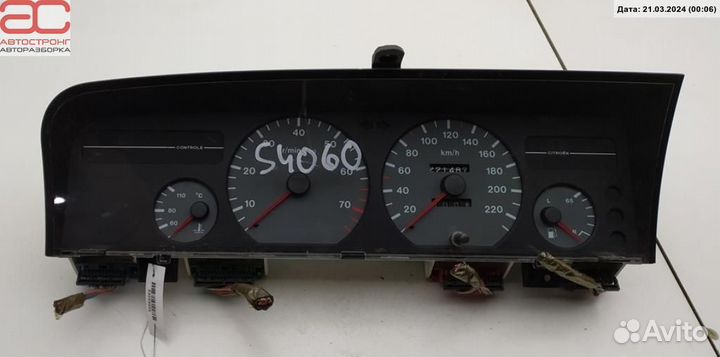 Дата: 21.03.2024 (00:06)
АС
АВТОСТРОНГ
АВТОРАЗБОРКА
CONTROLE
CITROËN
S4060
r/min
10 20 30 40 50 60 70
km/h
20 40 60 80 100 120 140 160 180 200 220
60 80 110 °C
L 65 N
Avito